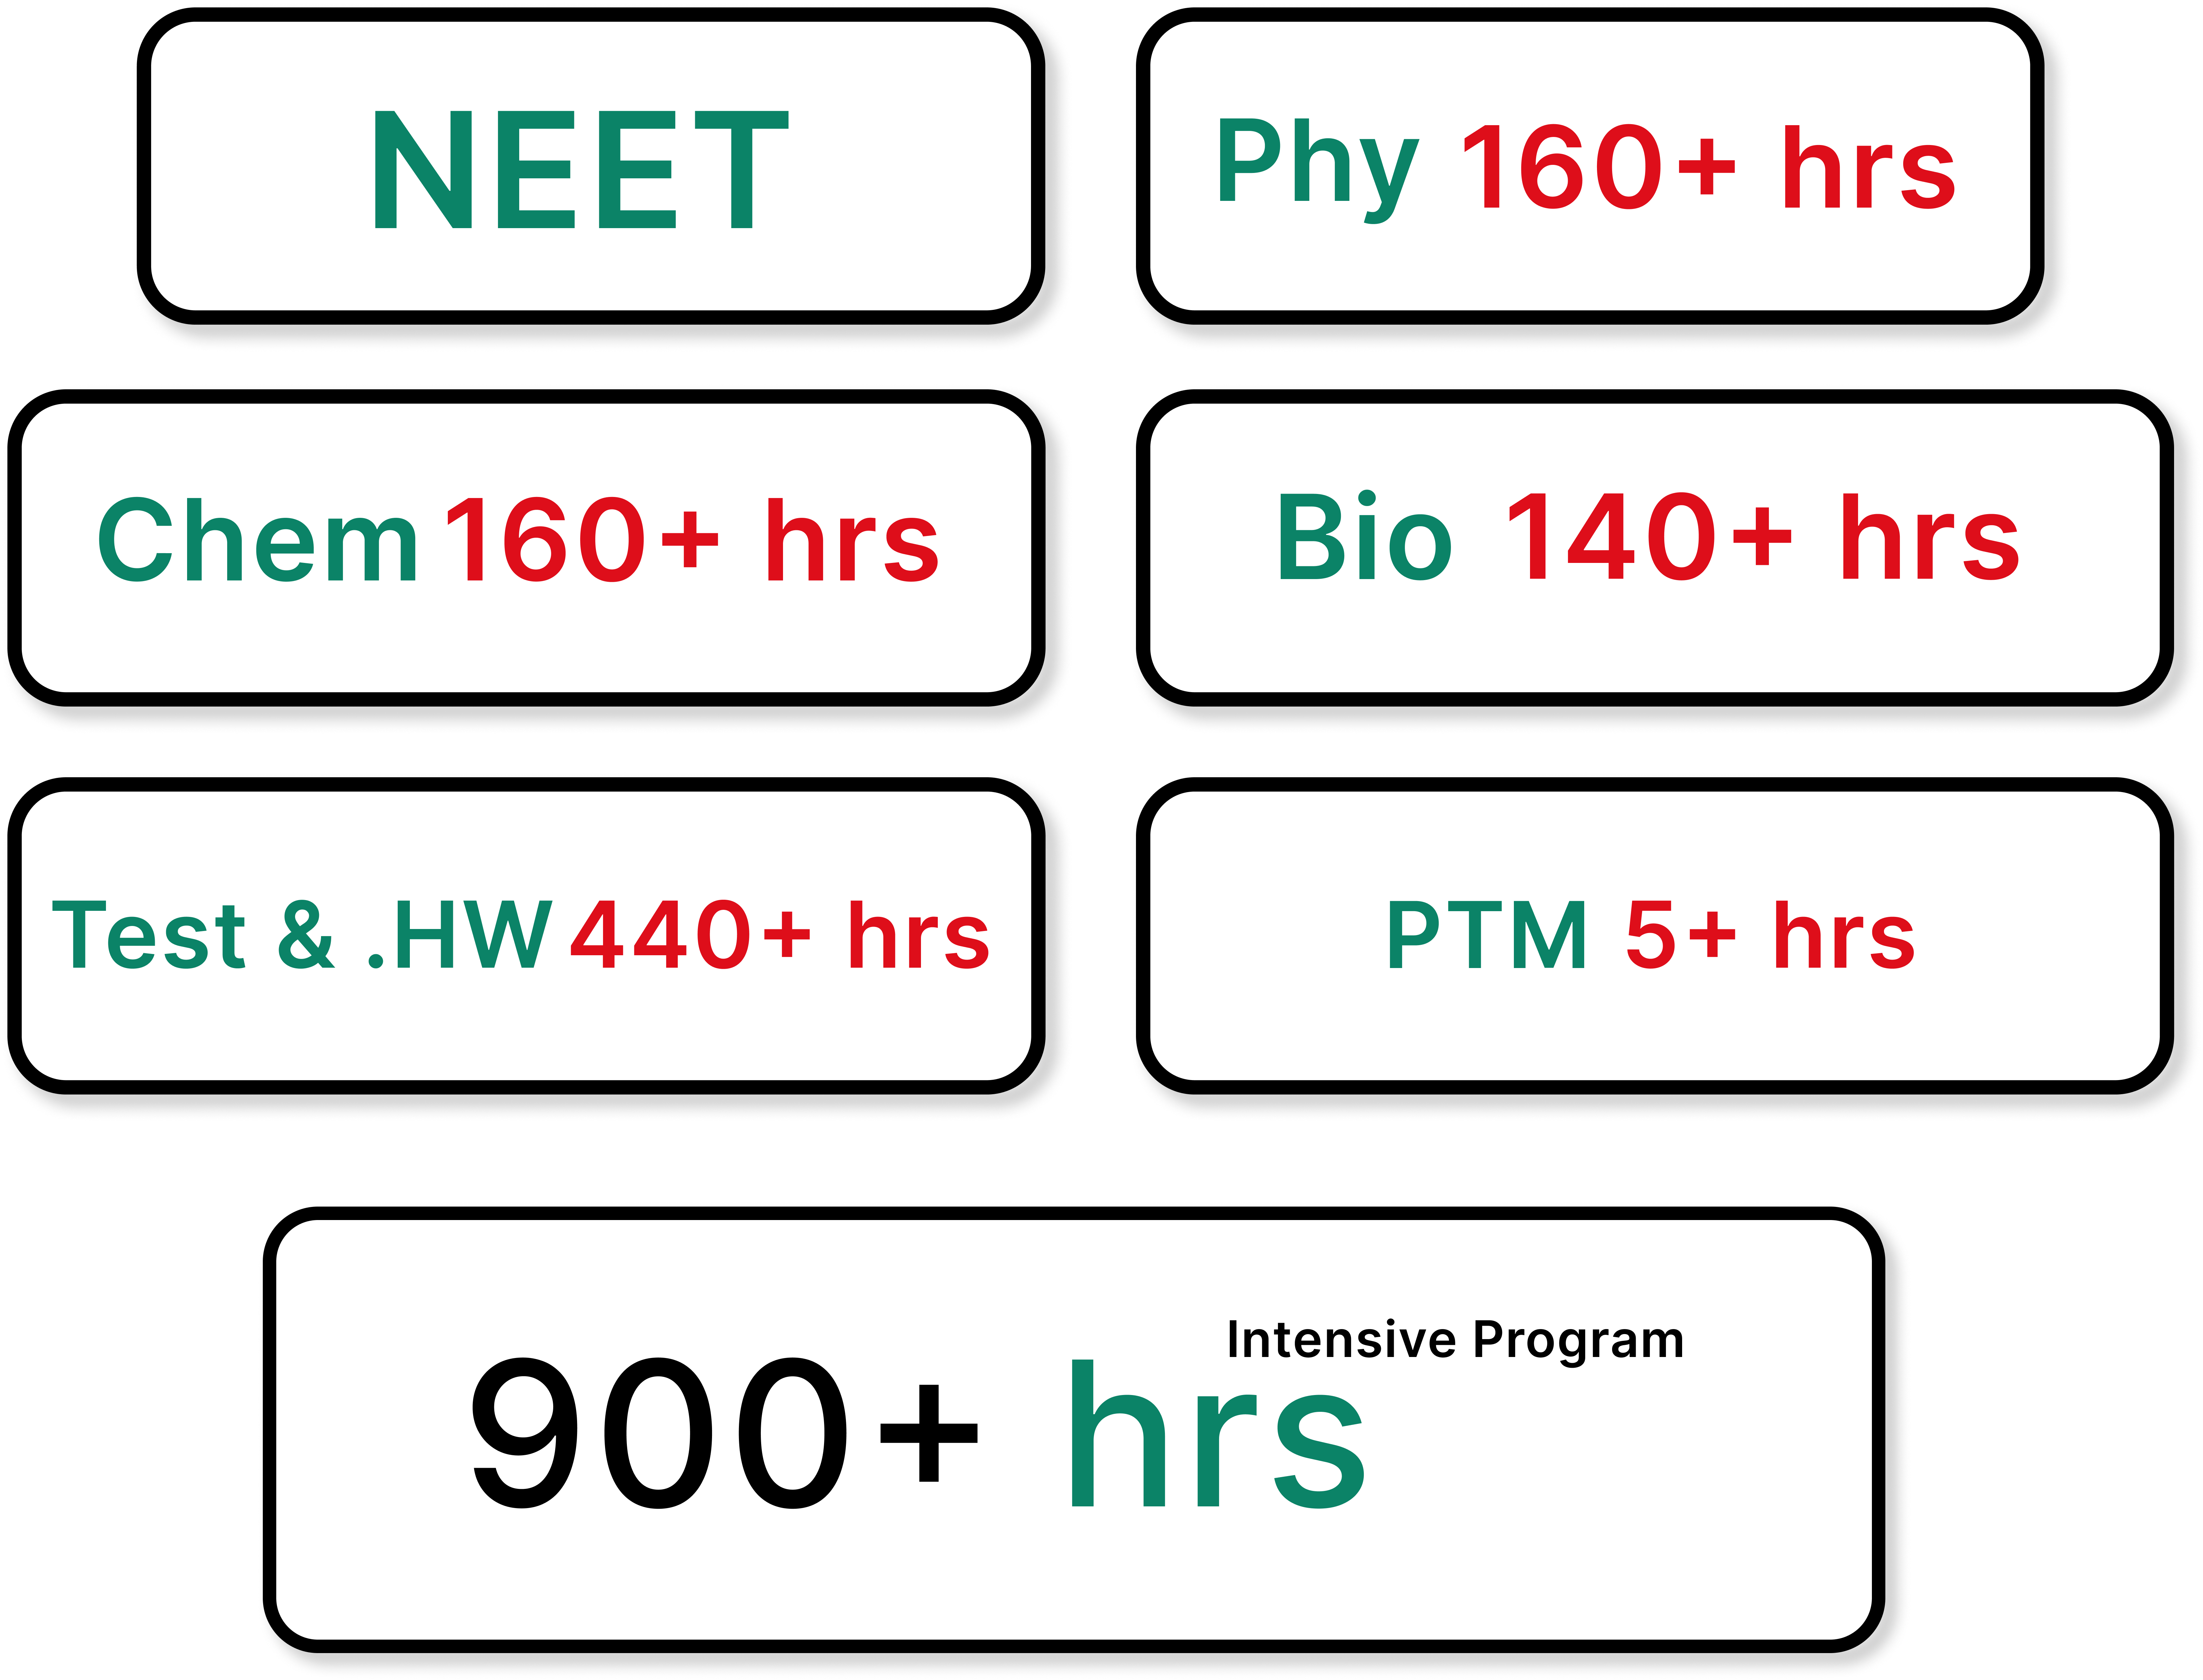 NEET
Phy 160+ hrs
Chem 160+ hrs
Bio 140+ hrs
Test & .HW 440+ hrs
PTM 5+ hrs
Intensive Program
900+ hrs